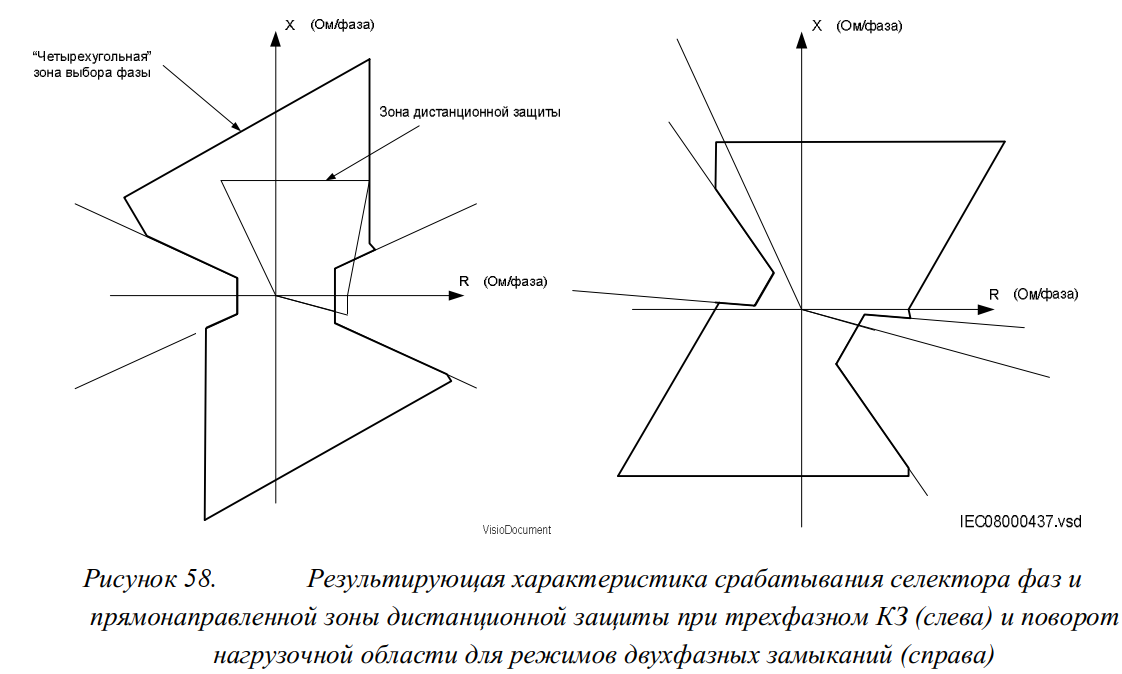 X (Ом/фаза)
“Четырехугольная”
зона выбора фазы
Зона дистанционной защиты
R (Ом/фаза)
VisioDocument
X (Ом/фаза)
R (Ом/фаза)
IEC08000437.vsd
Рисунок 58. Результирующая характеристика срабатывания селектора фаз и
прямонаправленной зоны дистанционной защиты при трехфазном КЗ (слева) и поворот
нагрузочной области для режимов двухфазных замыканий (справа)